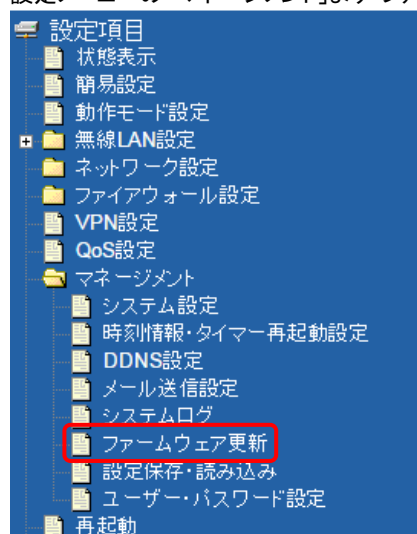 設定項目
状態表示
簡易設定
動作モード設定
無線LAN設定
ネットワーク設定
ファイアウォール設定
VPN設定
QoS設定
マネージメント
システム設定
時刻情報・タイマー再起動設定
DDNS設定
メール送信設定
システムログ
ファームウェア更新
設定保存・読み込み
ユーザー・パスワード設定
再起動